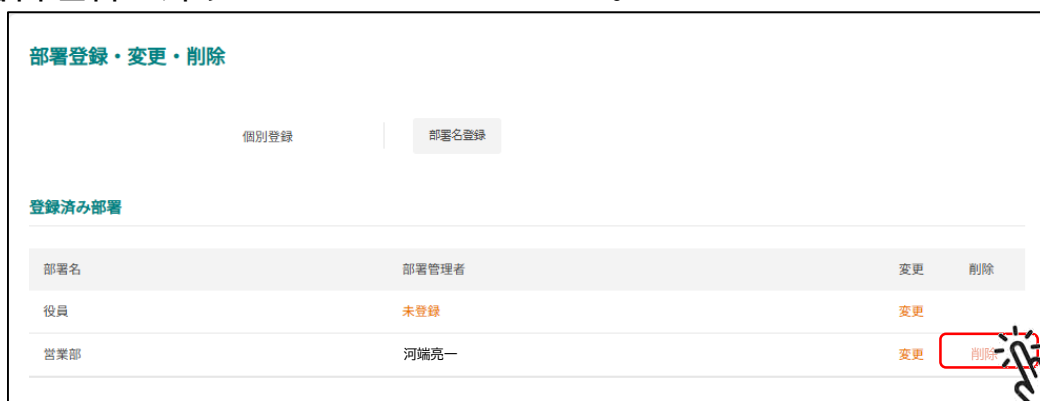 部署登録・変更・削除
個別登録 部署名登録
登録済み部署
部署名 部署管理者 変更 削除
役員 未登録 変更
営業部 河端亮一 変更 削除